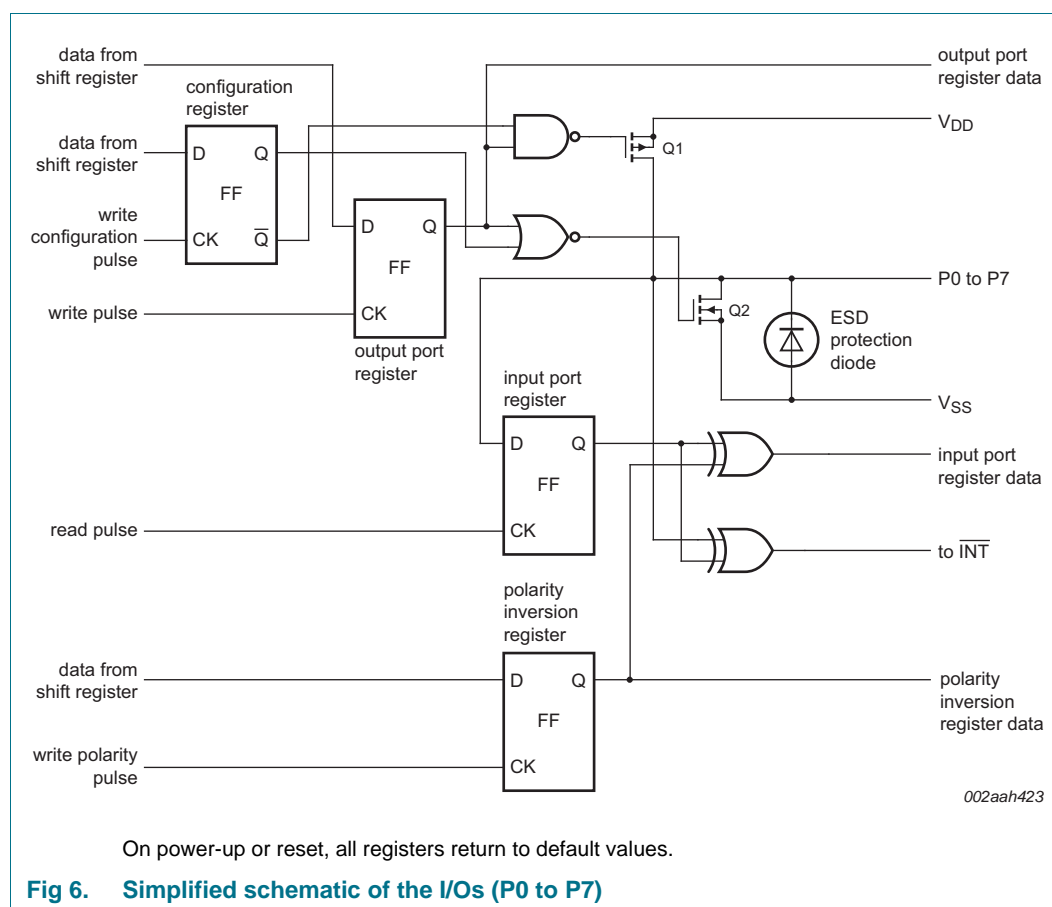 data from
shift register
configuration
register
data from
shift register
D
Q
FF
CK
Q̅
write
configuration
pulse
write pulse
D
Q
FF
CK
output port
register
output port
register data
V_DD
Q1
P0 to P7
Q2
ESD
protection
diode
V_SS
input port
register
D
Q
FF
CK
read pulse
input port
register data
to I̅N̅T̅
polarity
inversion
register
data from
shift register
D
Q
FF
CK
write polarity
pulse
polarity
inversion
register data
002aah423
On power-up or reset, all registers return to default values.
Fig 6. Simplified schematic of the I/Os (P0 to P7)